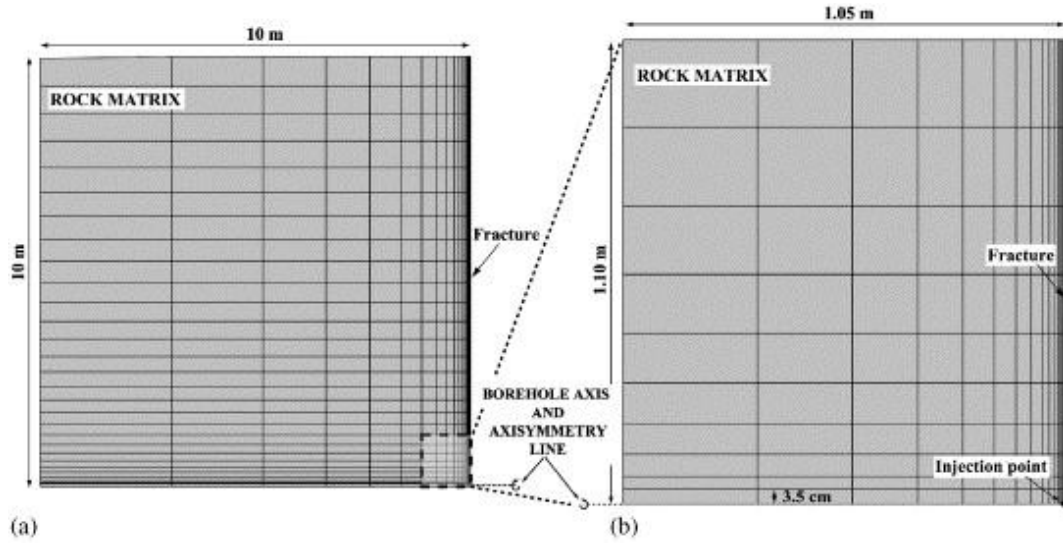 10 m
1.05 m
ROCK MATRIX
ROCK MATRIX
10 m
Fracture
1.10 m
Fracture
BOREHOLE AXIS
AND
AXISYMMETRY
LINE
Injection point
3.5 cm
(a)
(b)